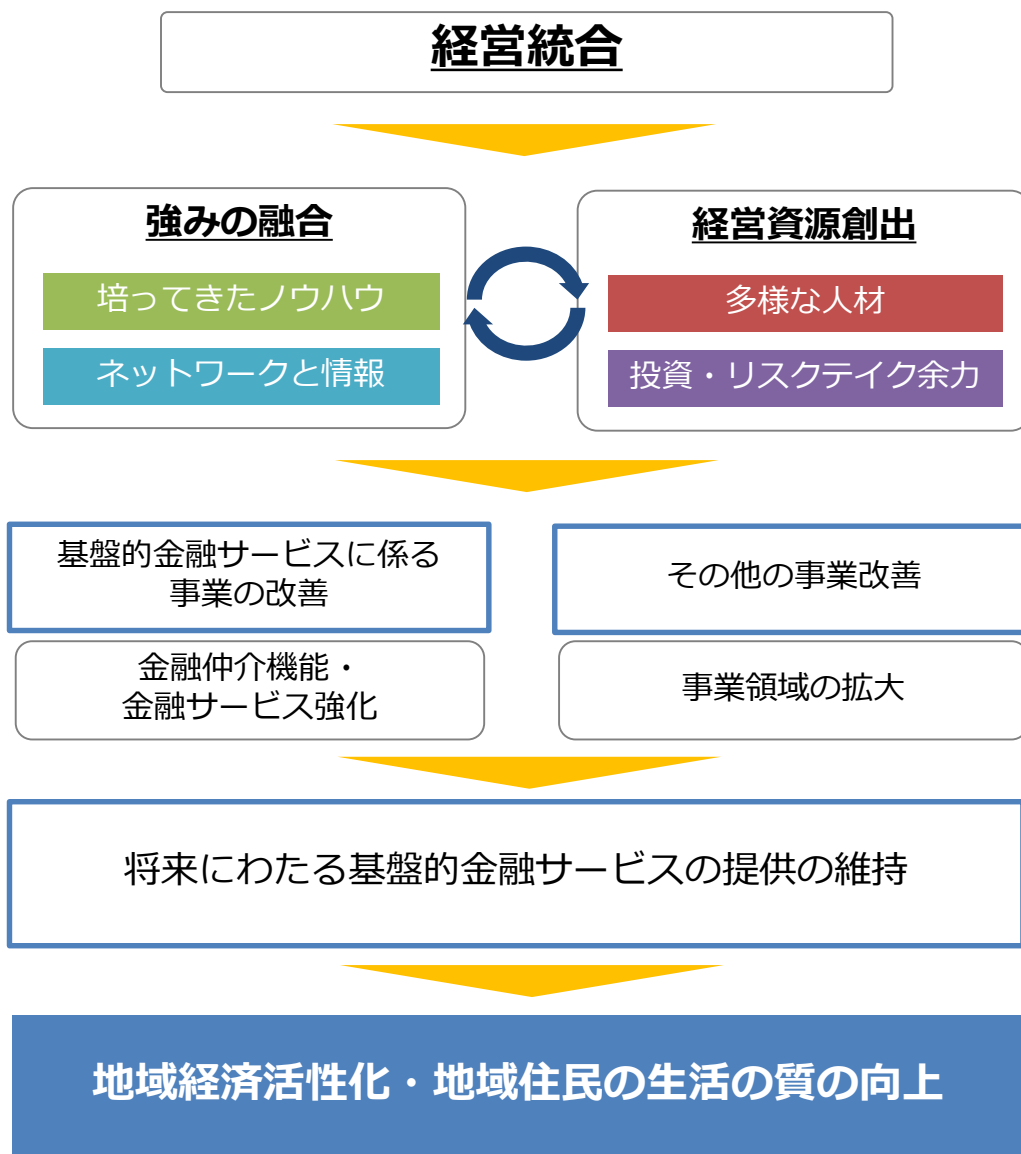 経営統合
強みの融合
培ってきたノウハウ
ネットワークと情報
経営資源創出
多様な人材
投資・リスクテイク余力
基盤的金融サービスに係る
事業の改善
その他の事業改善
金融仲介機能・
金融サービス強化
事業領域の拡大
将来にわたる基盤的金融サービスの提供の維持
地域経済活性化・地域住民の生活の質の向上